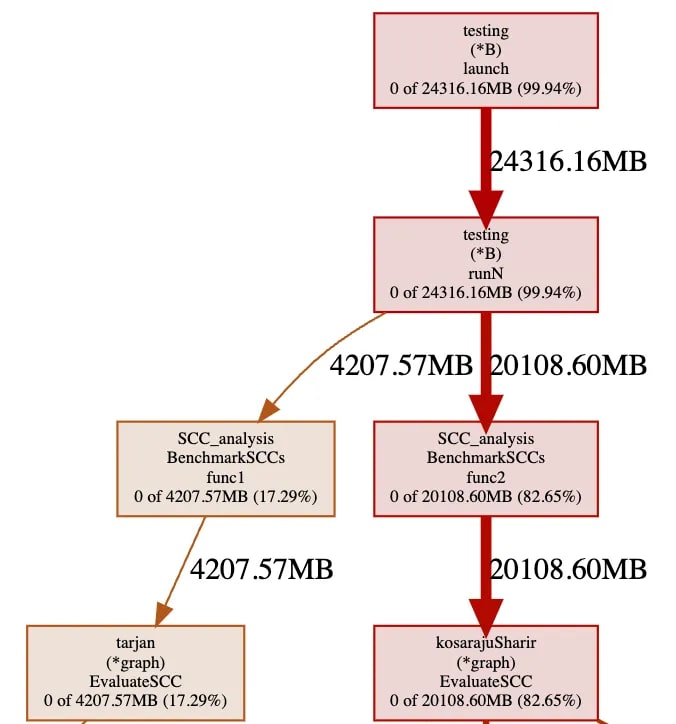 testing
(*B)
launch
0 of 24316.16MB (99.94%)
24316.16MB
testing
(*B)
runN
0 of 24316.16MB (99.94%)
4207.57MB
20108.60MB
SCC_analysis
BenchmarkSCCs
func1
0 of 4207.57MB (17.29%)
SCC_analysis
BenchmarkSCCs
func2
0 of 20108.60MB (82.65%)
4207.57MB
20108.60MB
tarjan
(*graph)
EvaluateSCC
0 of 4207.57MB (17.29%)
kosarajuSharir
(*graph)
EvaluateSCC
0 of 20108.60MB (82.65%)